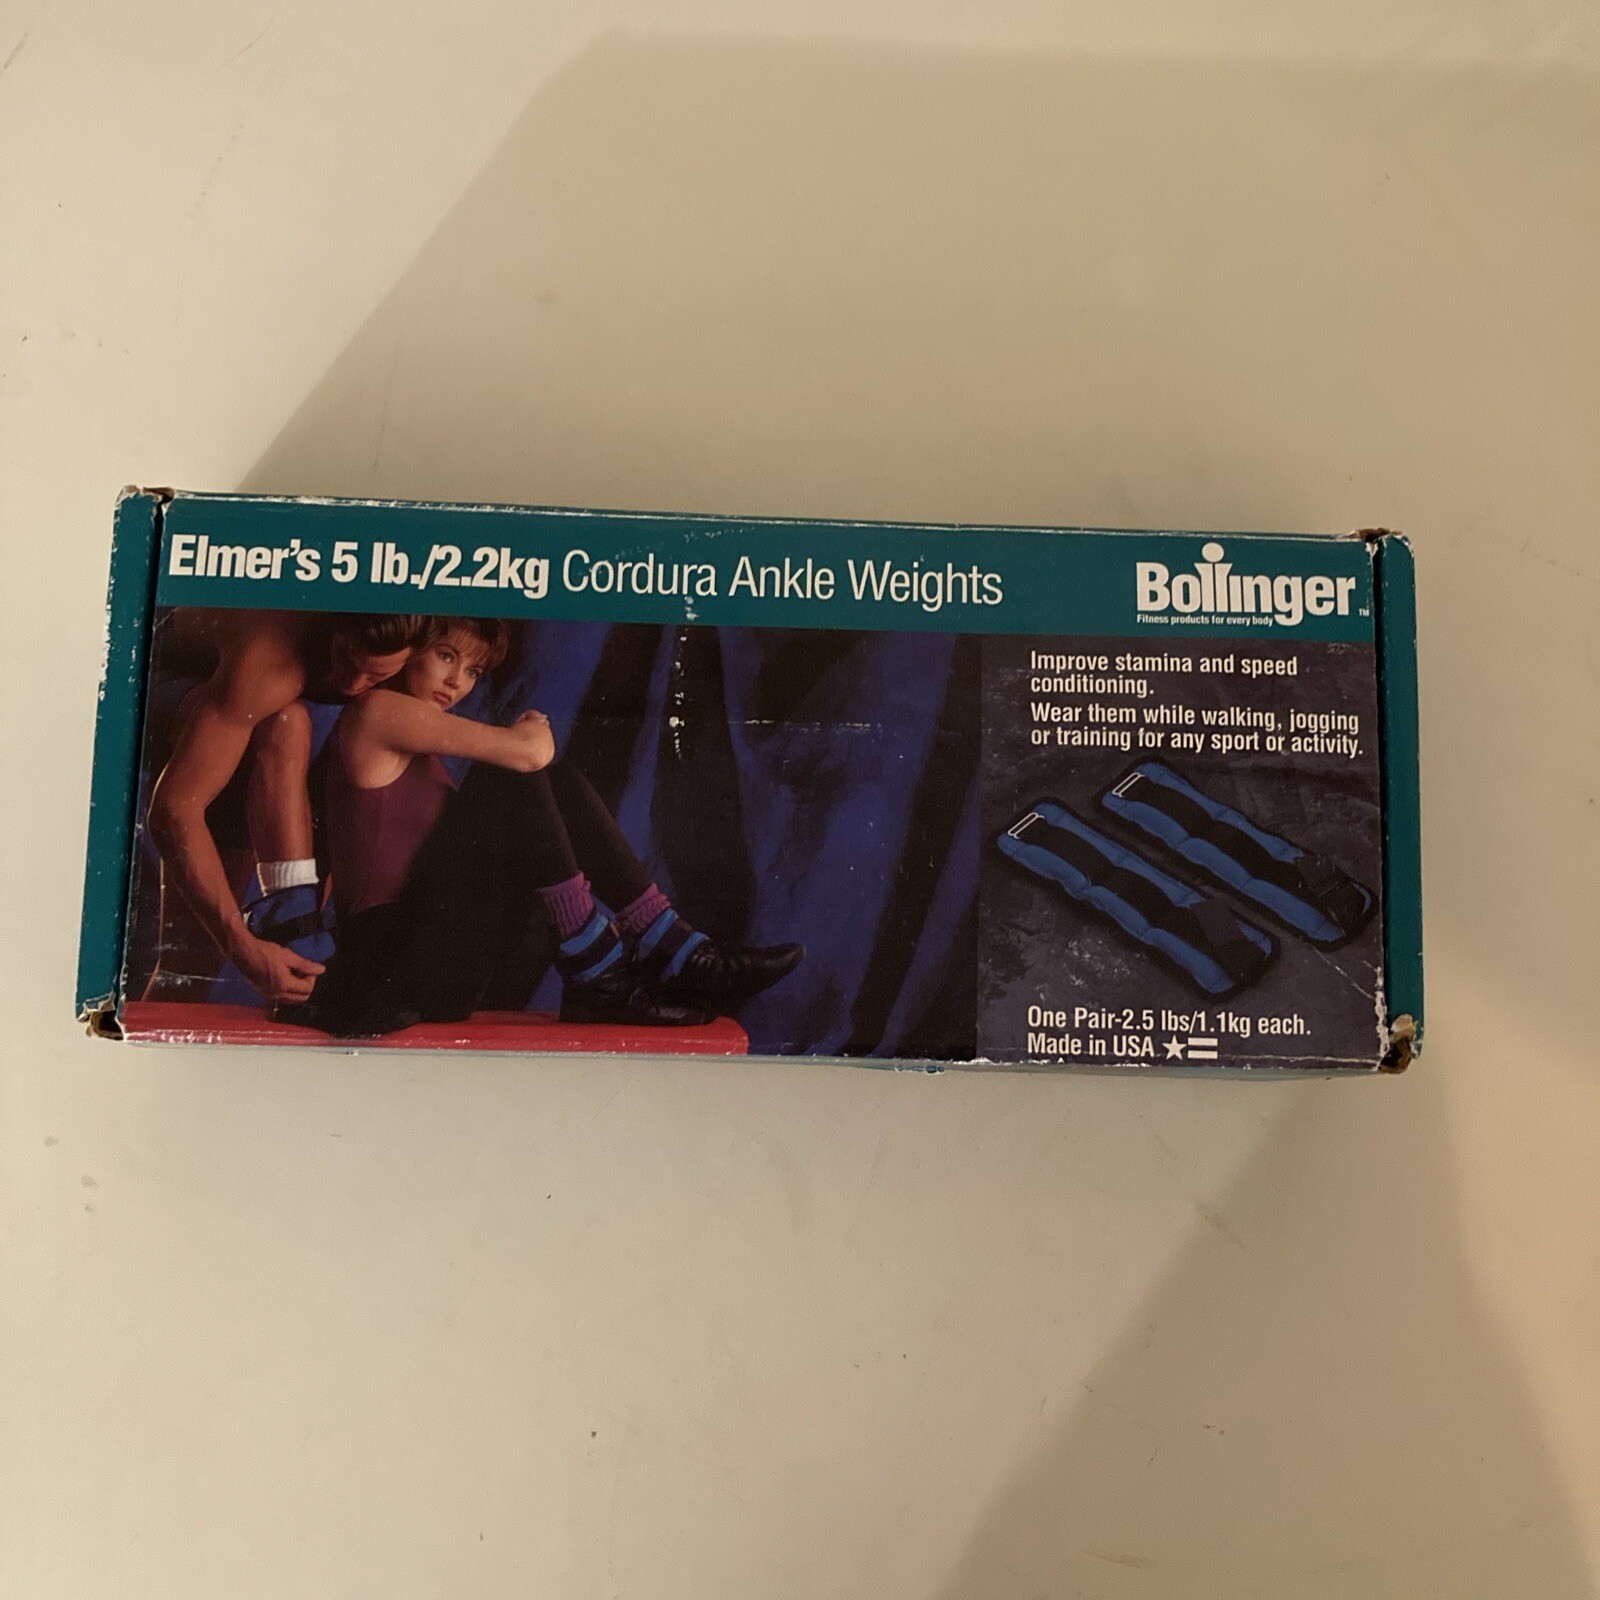 Elmer's 5 lb./2.2kg Cordura Ankle Weights
Bollinger™
Fitness products for every body
Improve stamina and speed
conditioning.
Wear them while walking, jogging
or training for any sport or activity.
One Pair-2.5 lbs/1.1kg each.
Made in USA